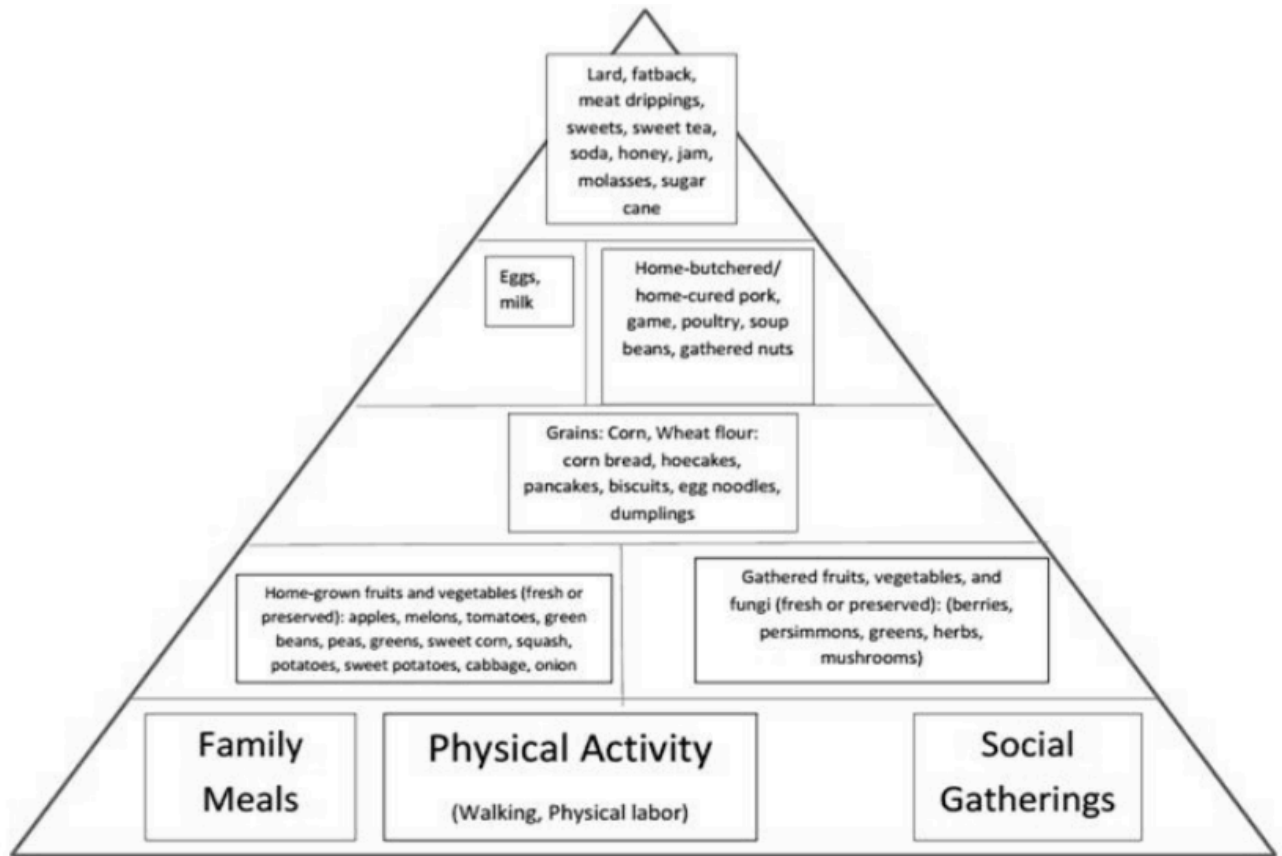 Lard, fatback,
meat drippings,
sweets, sweet tea,
soda, honey, jam,
molasses, sugar
cane
Eggs,
milk
Home-butchered/
home-cured pork,
game, poultry, soup
beans, gathered nuts
Grains: Corn, Wheat flour:
corn bread, hoecakes,
pancakes, biscuits, egg noodles,
dumplings
Home-grown fruits and vegetables (fresh or
preserved): apples, melons, tomatoes, green
beans, peas, greens, sweet corn, squash,
potatoes, sweet potatoes, cabbage, onion
Gathered fruits, vegetables, and
fungi (fresh or preserved): (berries,
persimmons, greens, herbs,
mushrooms)
Family
Meals
Physical Activity
(Walking, Physical labor)
Social
Gatherings